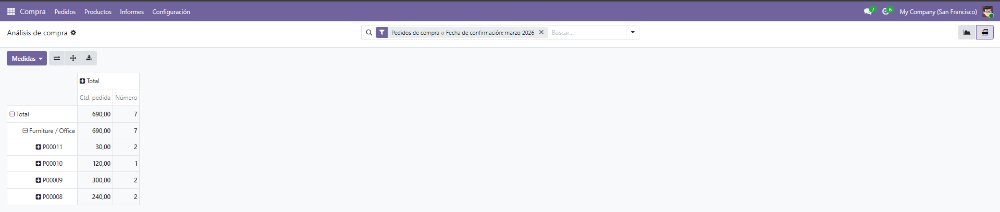 Compra Pedidos Productos Informes Configuración 7 6 My Company (San Francisco)
Análisis de compra Pedidos de compra o Fecha de confirmación: marzo 2026 Buscar...
Medidas
Total
Ctd. pedida Número
Total 690,00 7
Furniture / Office 690,00 7
P00011 30,00 2
P00010 120,00 1
P00009 300,00 2
P00008 240,00 2